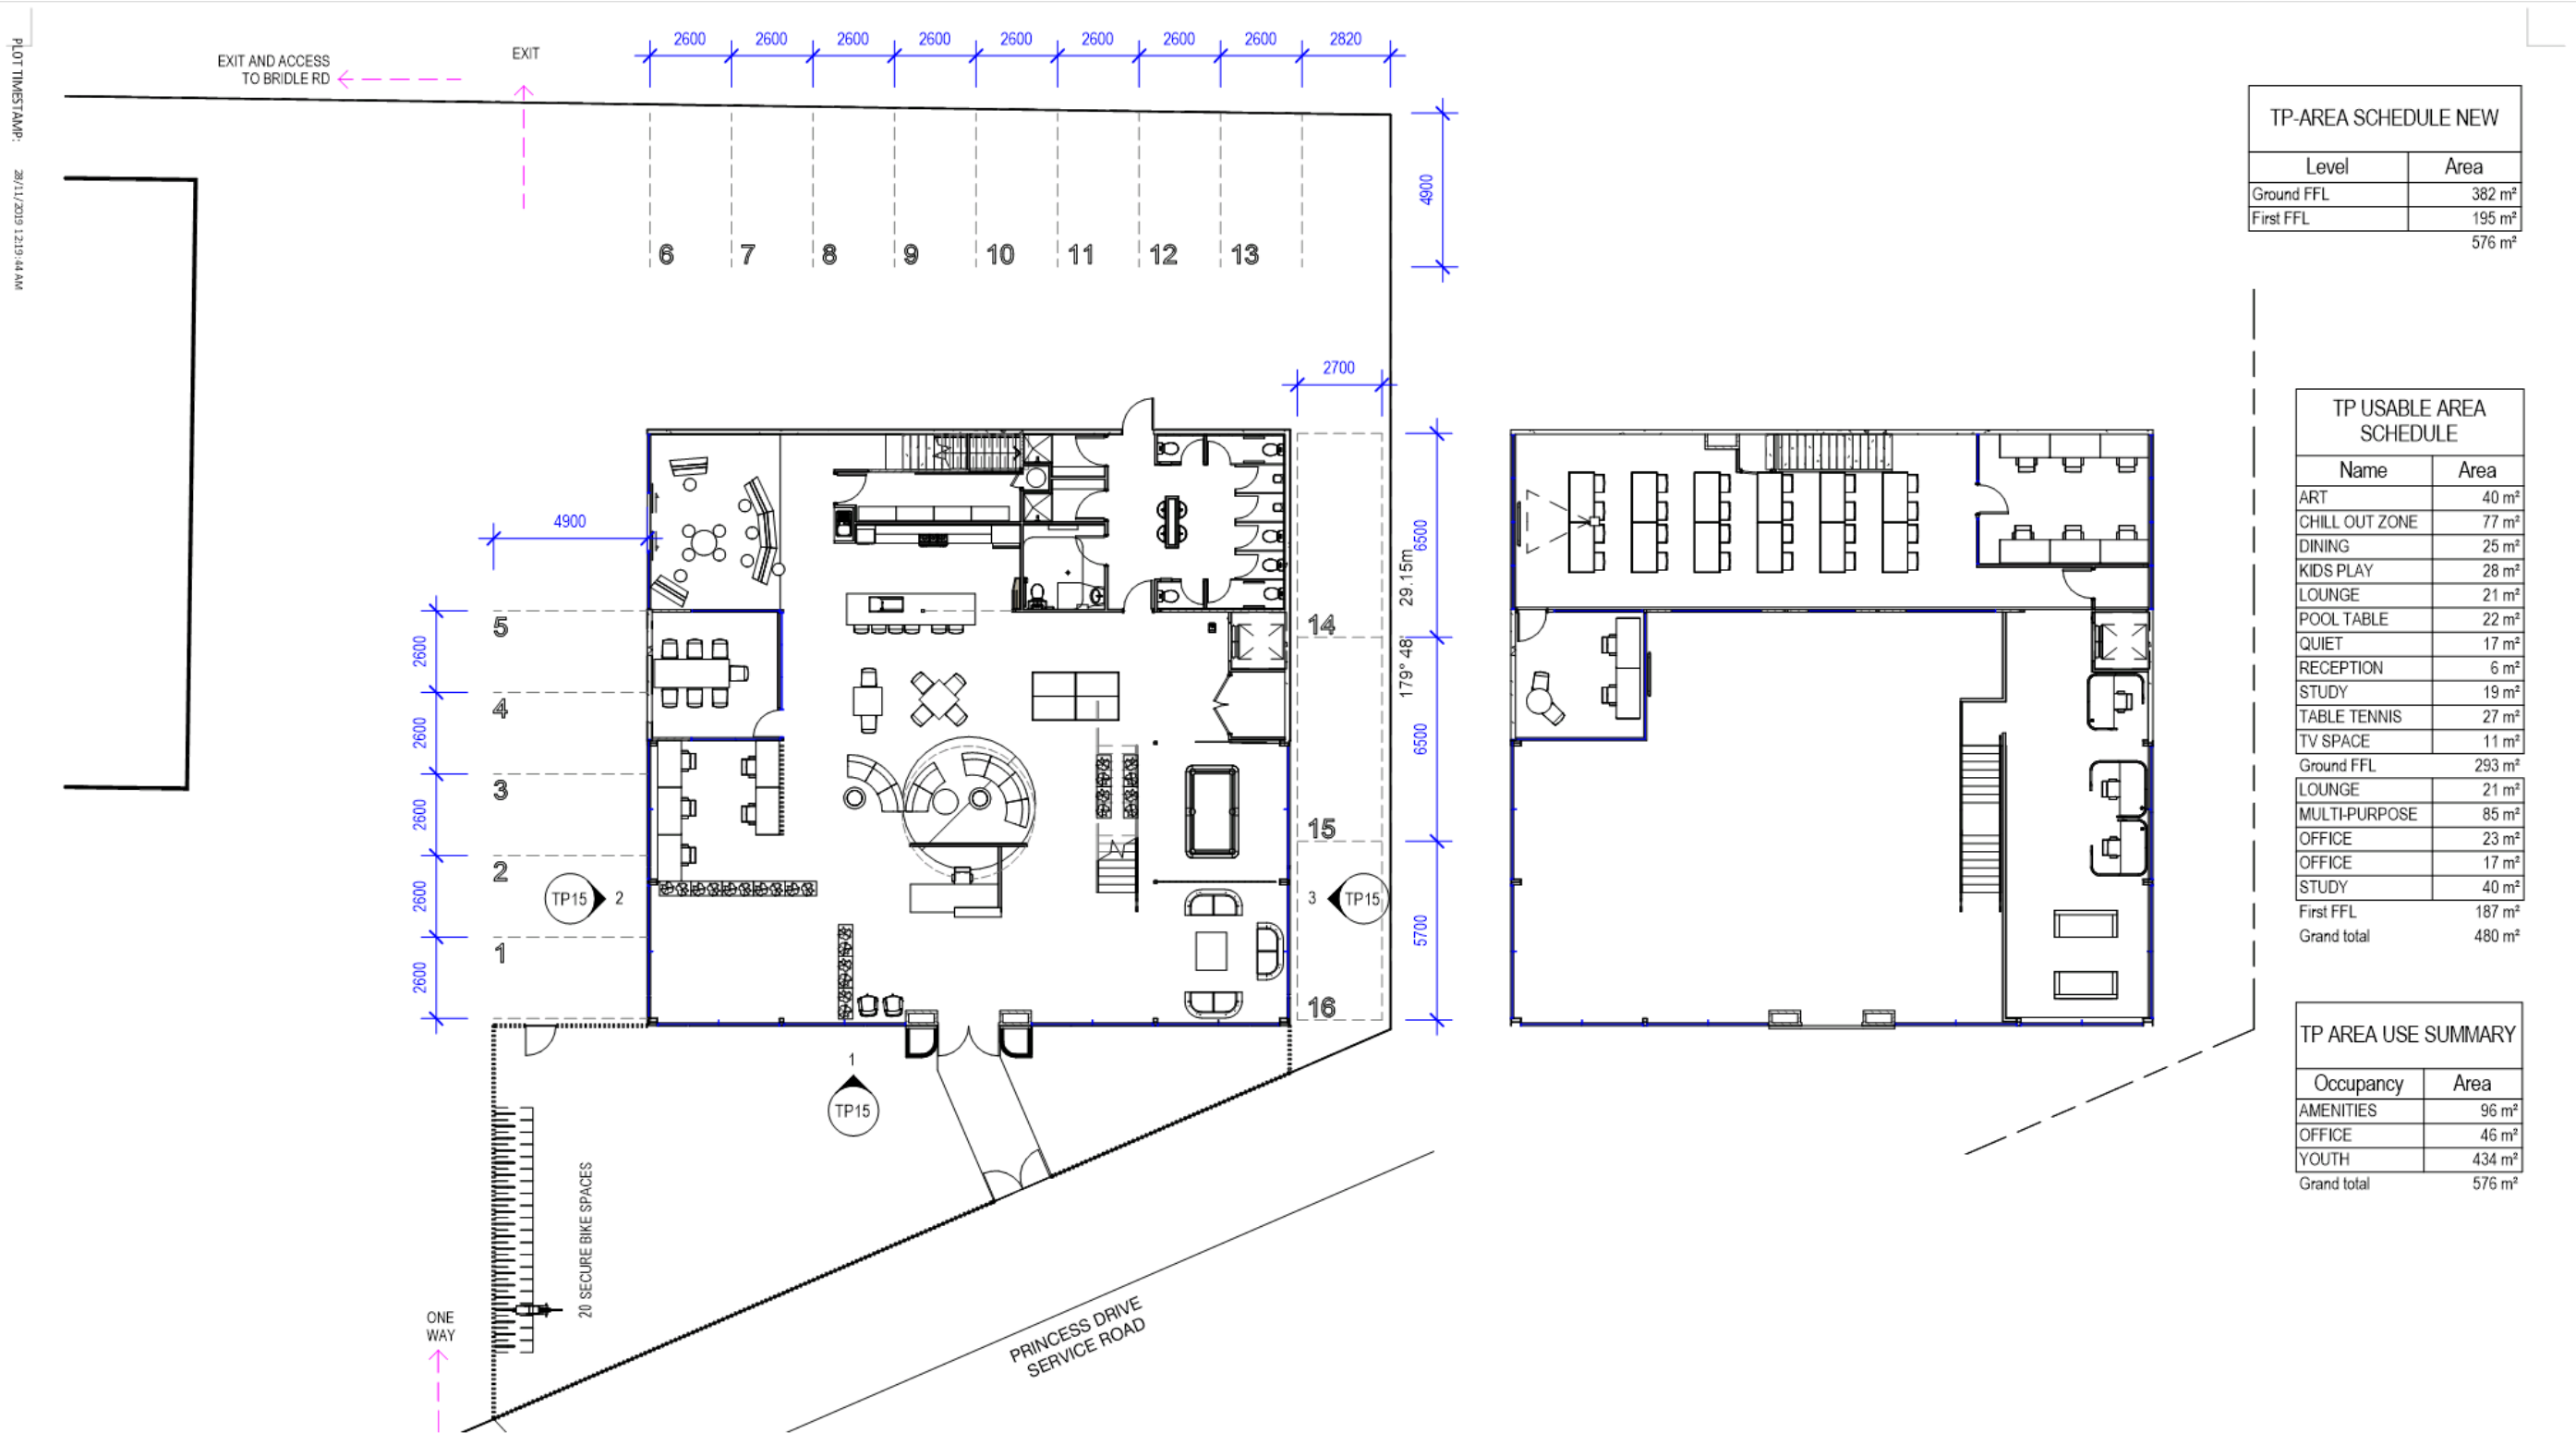 PLOT TIMESTAMP: 28/11/2019 12:19:44 AM
EXIT AND ACCESS
TO BRIDLE RD
EXIT
2600 2600 2600 2600 2600 2600 2600 2600 2820
4900
6 7 8 9 10 11 12 13
2700
4900
5
4
3
2
1
2600
2600
2600
2600
2600
14
15
16
6500
6500
5700
29.15m
179° 48'
TP15 2
3 TP15
1
TP15
20 SECURE BIKE SPACES
ONE
WAY
PRINCESS DRIVE
SERVICE ROAD
TP-AREA SCHEDULE NEW
Level Area
Ground FFL 382 m²
First FFL 195 m²
576 m²
TP USABLE AREA
SCHEDULE
Name Area
ART 40 m²
CHILL OUT ZONE 77 m²
DINING 25 m²
KIDS PLAY 28 m²
LOUNGE 21 m²
POOL TABLE 22 m²
QUIET 17 m²
RECEPTION 6 m²
STUDY 19 m²
TABLE TENNIS 27 m²
TV SPACE 11 m²
Ground FFL 293 m²
LOUNGE 21 m²
MULTI-PURPOSE 85 m²
OFFICE 23 m²
OFFICE 17 m²
STUDY 40 m²
First FFL 187 m²
Grand total 480 m²
TP AREA USE SUMMARY
Occupancy Area
AMENITIES 96 m²
OFFICE 46 m²
YOUTH 434 m²
Grand total 576 m²